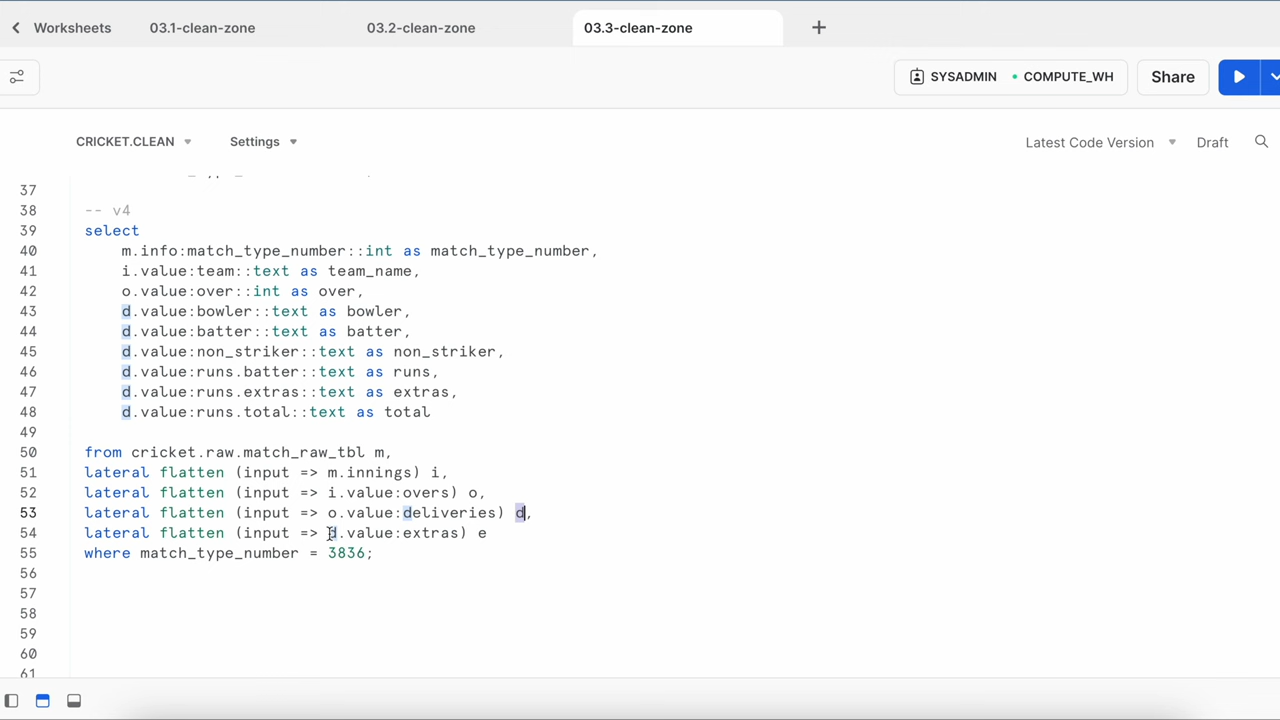 Worksheets 03.1-clean-zone 03.2-clean-zone 03.3-clean-zone +
SYSADMIN • COMPUTE_WH Share
CRICKET.CLEAN Settings Latest Code Version Draft
37
38 -- v4
39 select
40 m.info:match_type_number::int as match_type_number,
41 i.value:team::text as team_name,
42 o.value:over::int as over,
43 d.value:bowler::text as bowler,
44 d.value:batter::text as batter,
45 d.value:non_striker::text as non_striker,
46 d.value:runs.batter::text as runs,
47 d.value:runs.extras::text as extras,
48 d.value:runs.total::text as total
49
50 from cricket.raw.match_raw_tbl m,
51 lateral flatten (input => m.innings) i,
52 lateral flatten (input => i.value:overs) o,
53 lateral flatten (input => o.value:deliveries) d,
54 lateral flatten (input => d.value:extras) e
55 where match_type_number = 3836;
56
57
58
59
60
61